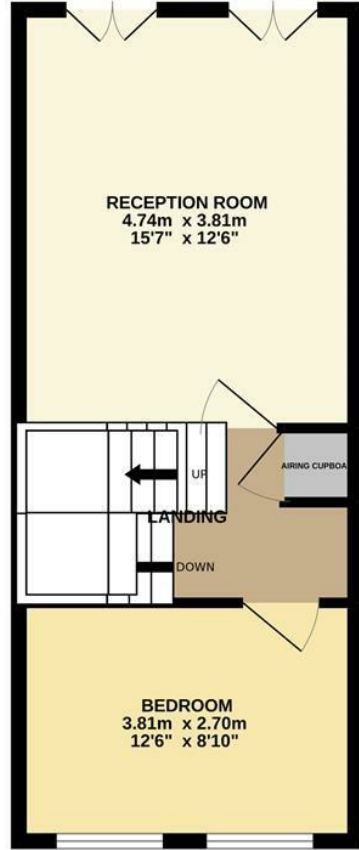 RECEPTION ROOM
4.74m x 3.81m
15'7" x 12'6"
UP
AIRING CUPBOA
LANDING
DOWN
BEDROOM
3.81m x 2.70m
12'6" x 8'10"